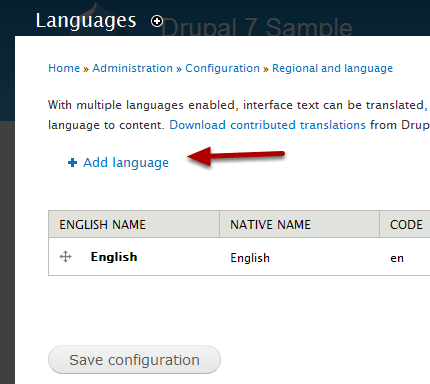 Languages
Drupal 7 Sample
Home » Administration » Configuration » Regional and language
With multiple languages enabled, interface text can be translated,
language to content. Download contributed translations from Drup
+ Add language
ENGLISH NAME NATIVE NAME CODE
English English en
Save configuration